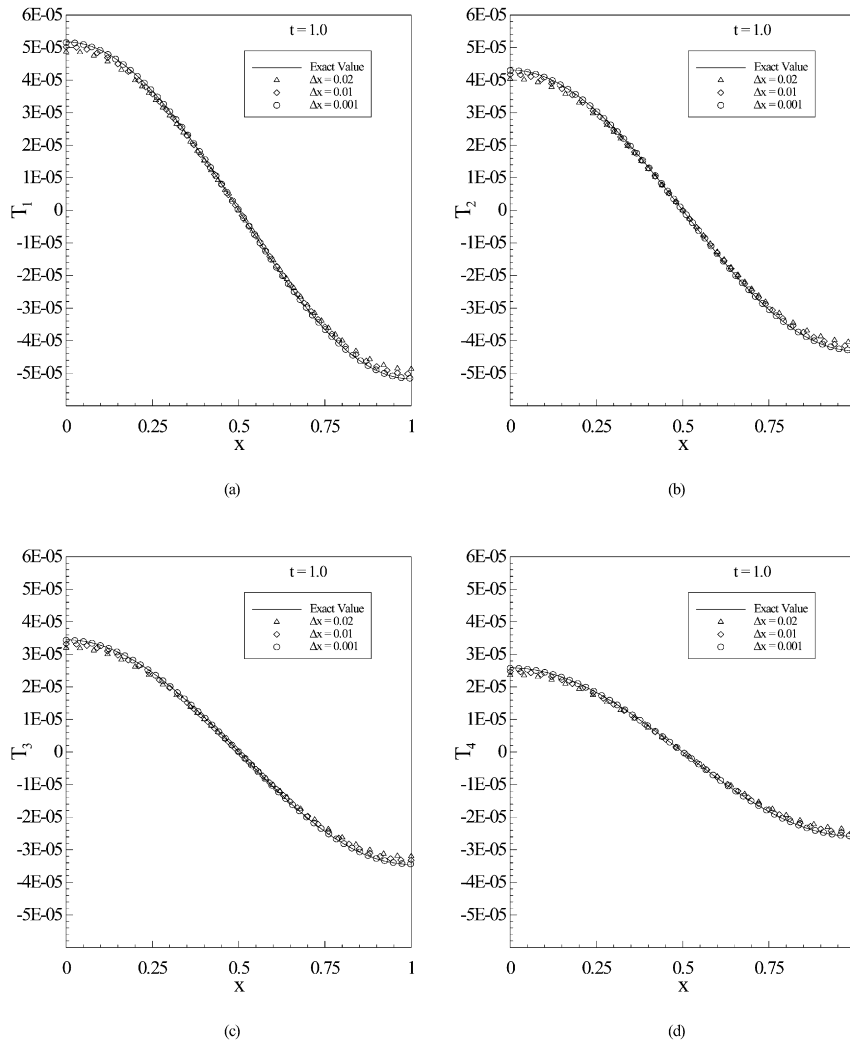 6E-05
t = 1.0
5E-05
Exact Value
4E-05
Δx = 0.02
Δx = 0.01
3E-05
Δx = 0.001
2E-05
1E-05
T1
0
-1E-05
-2E-05
-3E-05
-4E-05
-5E-05
0 0.25 0.5 0.75 1
x
(a)
6E-05
t = 1.0
5E-05
Exact Value
4E-05
Δx = 0.02
Δx = 0.01
3E-05
Δx = 0.001
2E-05
1E-05
T2
0
-1E-05
-2E-05
-3E-05
-4E-05
-5E-05
0 0.25 0.5 0.75
x
(b)
6E-05
t = 1.0
5E-05
Exact Value
4E-05
Δx = 0.02
Δx = 0.01
3E-05
Δx = 0.001
2E-05
1E-05
T3
0
-1E-05
-2E-05
-3E-05
-4E-05
-5E-05
0 0.25 0.5 0.75 1
x
(c)
6E-05
t = 1.0
5E-05
Exact Value
4E-05
Δx = 0.02
Δx = 0.01
3E-05
Δx = 0.001
2E-05
1E-05
T4
0
-1E-05
-2E-05
-3E-05
-4E-05
-5E-05
0 0.25 0.5 0.75
x
(d)